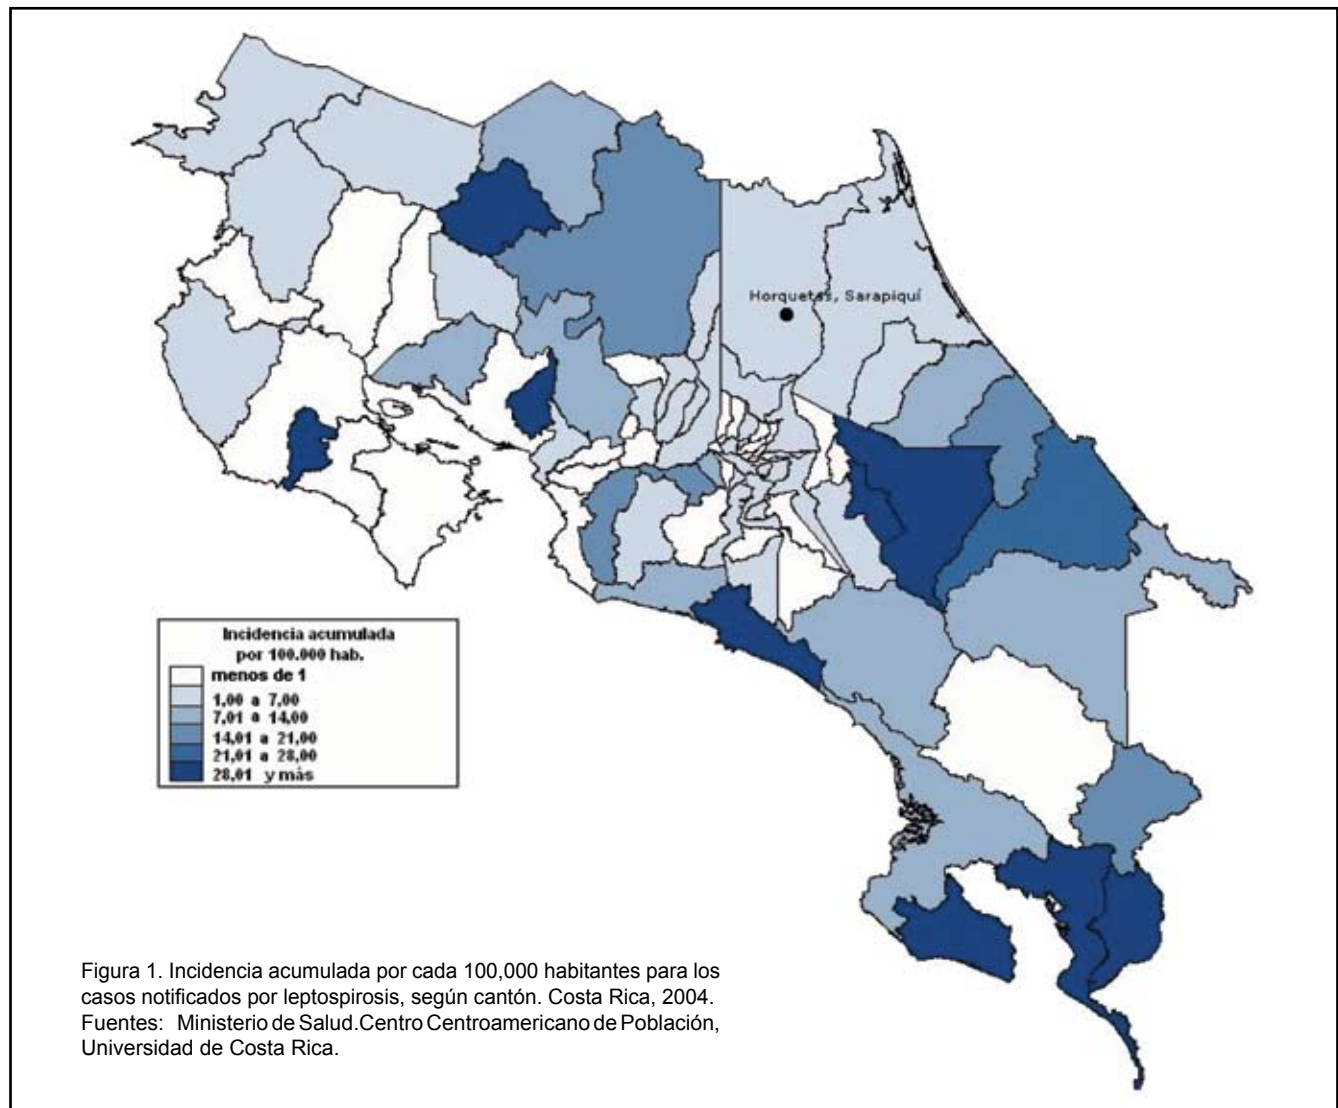 Horquetas, Sarapiquí
Incidencia acumulada
por 100.000 hab.
menos de 1
1,00 a 7,00
7,01 a 14,00
14,01 a 21,00
21,01 a 28,00
28,01 y más
Figura 1. Incidencia acumulada por cada 100,000 habitantes para los
casos notificados por leptospirosis, según cantón. Costa Rica, 2004.
Fuentes: Ministerio de Salud.Centro Centroamericano de Población,
Universidad de Costa Rica.